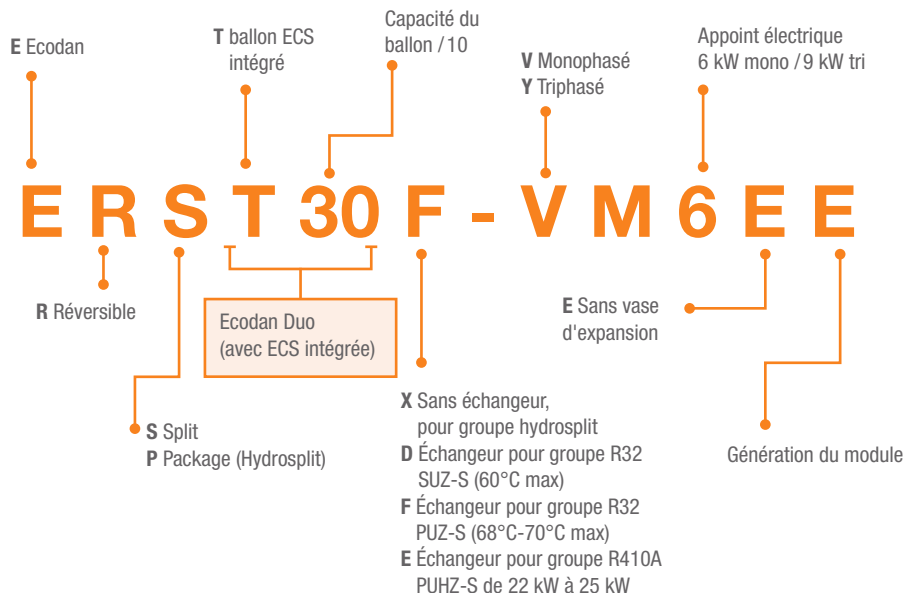 E Ecodan
T ballon ECS
intégré
Capacité du
ballon / 10
V Monophasé
Y Triphasé
Appoint électrique
6 kW mono / 9 kW tri
E R S T 30 F - V M 6 E E
R Réversible
Ecodan Duo
(avec ECS intégrée)
E Sans vase
d'expansion
S Split
P Package (Hydrosplit)
X Sans échangeur,
pour groupe hydrosplit
D Échangeur pour groupe R32
SUZ-S (60°C max)
F Échangeur pour groupe R32
PUZ-S (68°C-70°C max)
E Échangeur pour groupe R410A
PUHZ-S de 22 kW à 25 kW
Génération du module